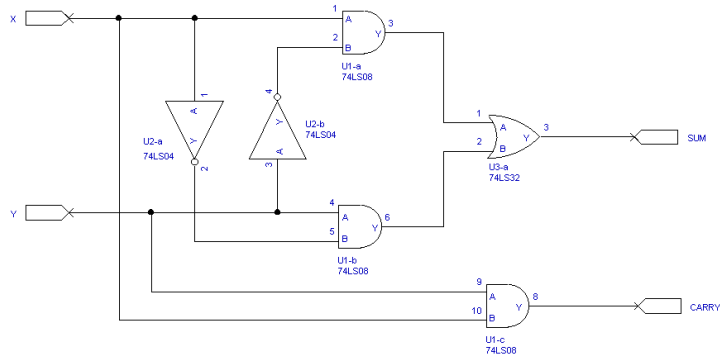 X
1
A
3
Y
2
B
U1-a
74LS08
1
A
Y
2
U2-a
74LS04
4
Y
A
3
U2-b
74LS04
1
A
3
Y
2
B
U3-a
74LS32
SUM
Y
4
A
6
Y
5
B
U1-b
74LS08
9
A
8
Y
10
B
U1-c
74LS08
CARRY